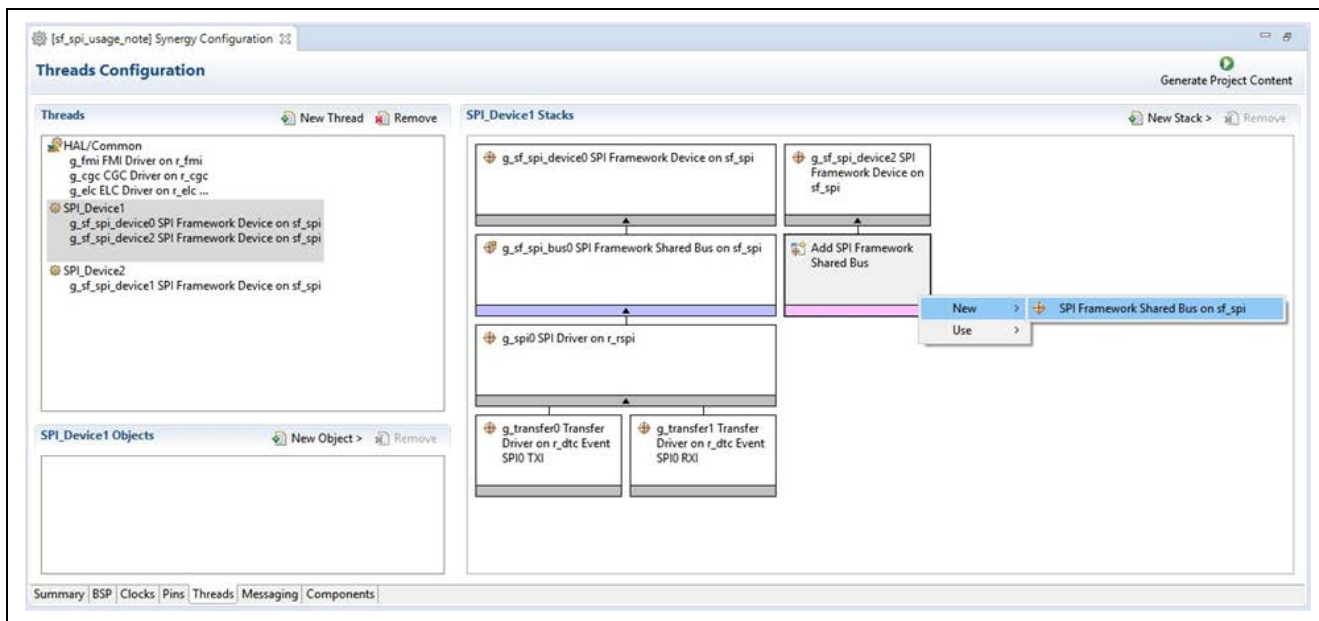 [sf_spi_usage_note] Synergy Configuration
Threads Configuration
Generate Project Content
Threads
New Thread
Remove
HAL/Common
g_fmi FMI Driver on r_fmi
g_cgc CGC Driver on r_cgc
g_elc ELC Driver on r_elc ...
SPI_Device1
g_sf_spi_device0 SPI Framework Device on sf_spi
g_sf_spi_device2 SPI Framework Device on sf_spi
SPI_Device2
g_sf_spi_device1 SPI Framework Device on sf_spi
SPI_Device1 Objects
New Object >
Remove
SPI_Device1 Stacks
New Stack >
Remove
g_sf_spi_device0 SPI Framework Device on sf_spi
g_sf_spi_device2 SPI
Framework Device on
sf_spi
g_sf_spi_bus0 SPI Framework Shared Bus on sf_spi
Add SPI Framework
Shared Bus
New >
SPI Framework Shared Bus on sf_spi
Use >
g_spi0 SPI Driver on r_rspi
g_transfer0 Transfer
Driver on r_dtc Event
SPI0 TXI
g_transfer1 Transfer
Driver on r_dtc Event
SPI0 RXI
Summary BSP Clocks Pins Threads Messaging Components